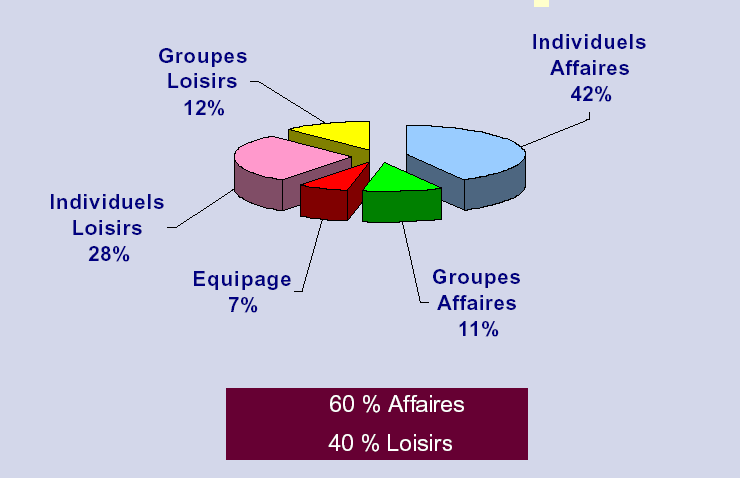 Groupes
Loisirs
12%
Individuels
Affaires
42%
Individuels
Loisirs
28%
Equipage
7%
Groupes
Affaires
11%
60 % Affaires
40 % Loisirs